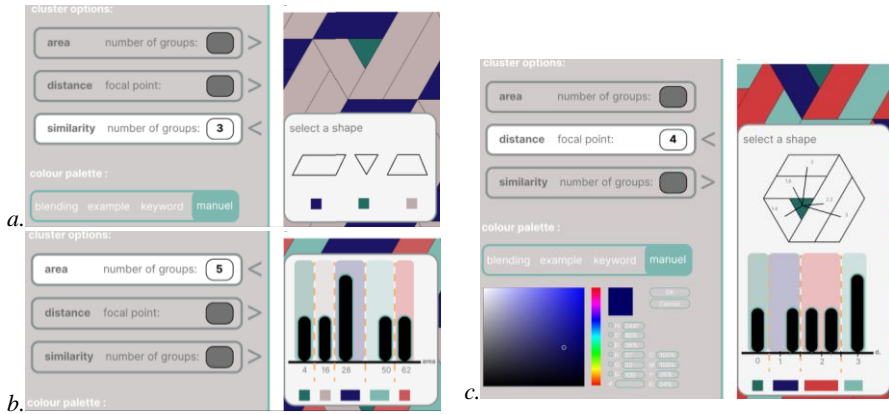 cluster options:
area number of groups: >
distance focal point: >
similarity number of groups: 3 <
colour palette :
blending example keyword manuel
select a shape
a.
cluster options:
area number of groups: 5 <
distance focal point: >
similarity number of groups: >
colour palette :
4 16 28 50 62
area
b.
cluster options:
area number of groups: >
distance focal point: 4 <
similarity number of groups: >
colour palette :
blending example keyword manuel
select a shape
3
0 1 2 3 d.
c.